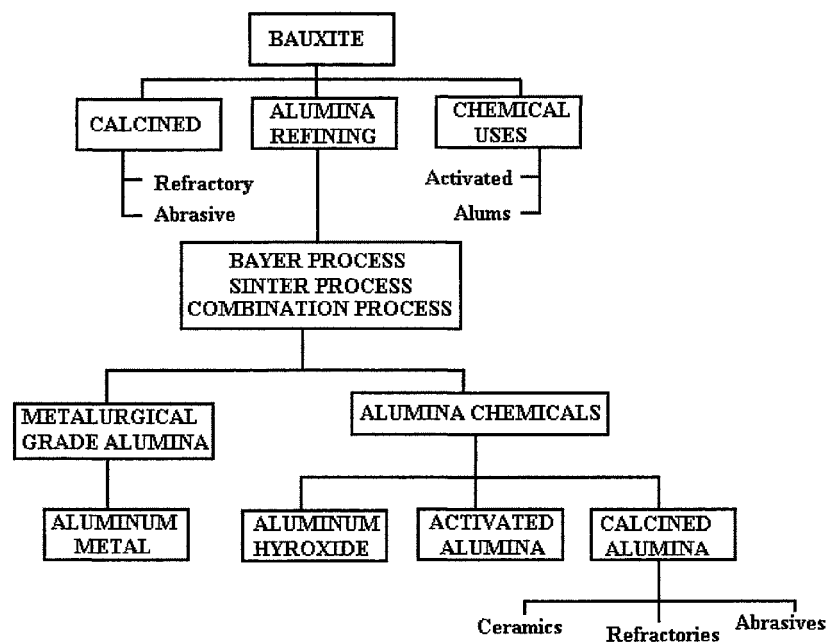 BAUXITE
CALCINED
ALUMINA
REFINING
CHEMICAL
USES
Refractory
Abrasive
Activated
Alums
BAYER PROCESS
SINTER PROCESS
COMBINATION PROCESS
METALURGICAL
GRADE ALUMINA
ALUMINA CHEMICALS
ALUMINUM
METAL
ALUMINUM
HYROXIDE
ACTIVATED
ALUMINA
CALCINED
ALUMINA
Ceramics
Refractories
Abrasives